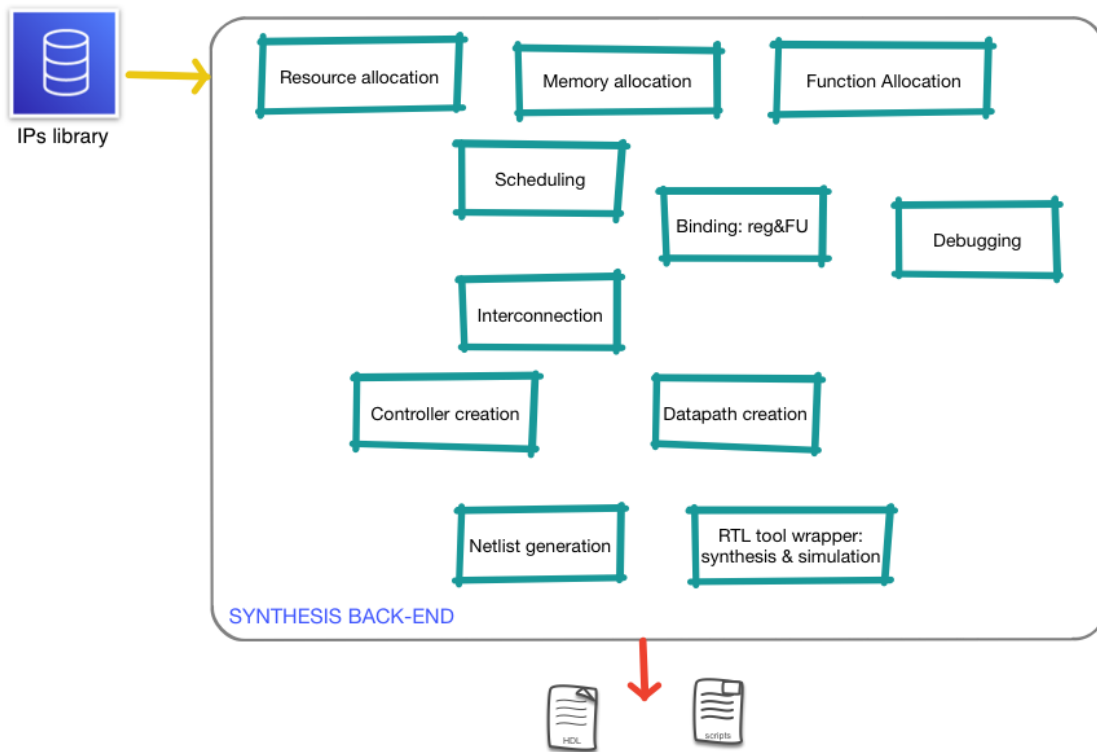 Resource allocation
Memory allocation
Function Allocation
IPs library
Scheduling
Binding: reg&FU
Debugging
Interconnection
Controller creation
Datapath creation
Netlist generation
RTL tool wrapper:
synthesis & simulation
SYNTHESIS BACK-END
HDL
scripts